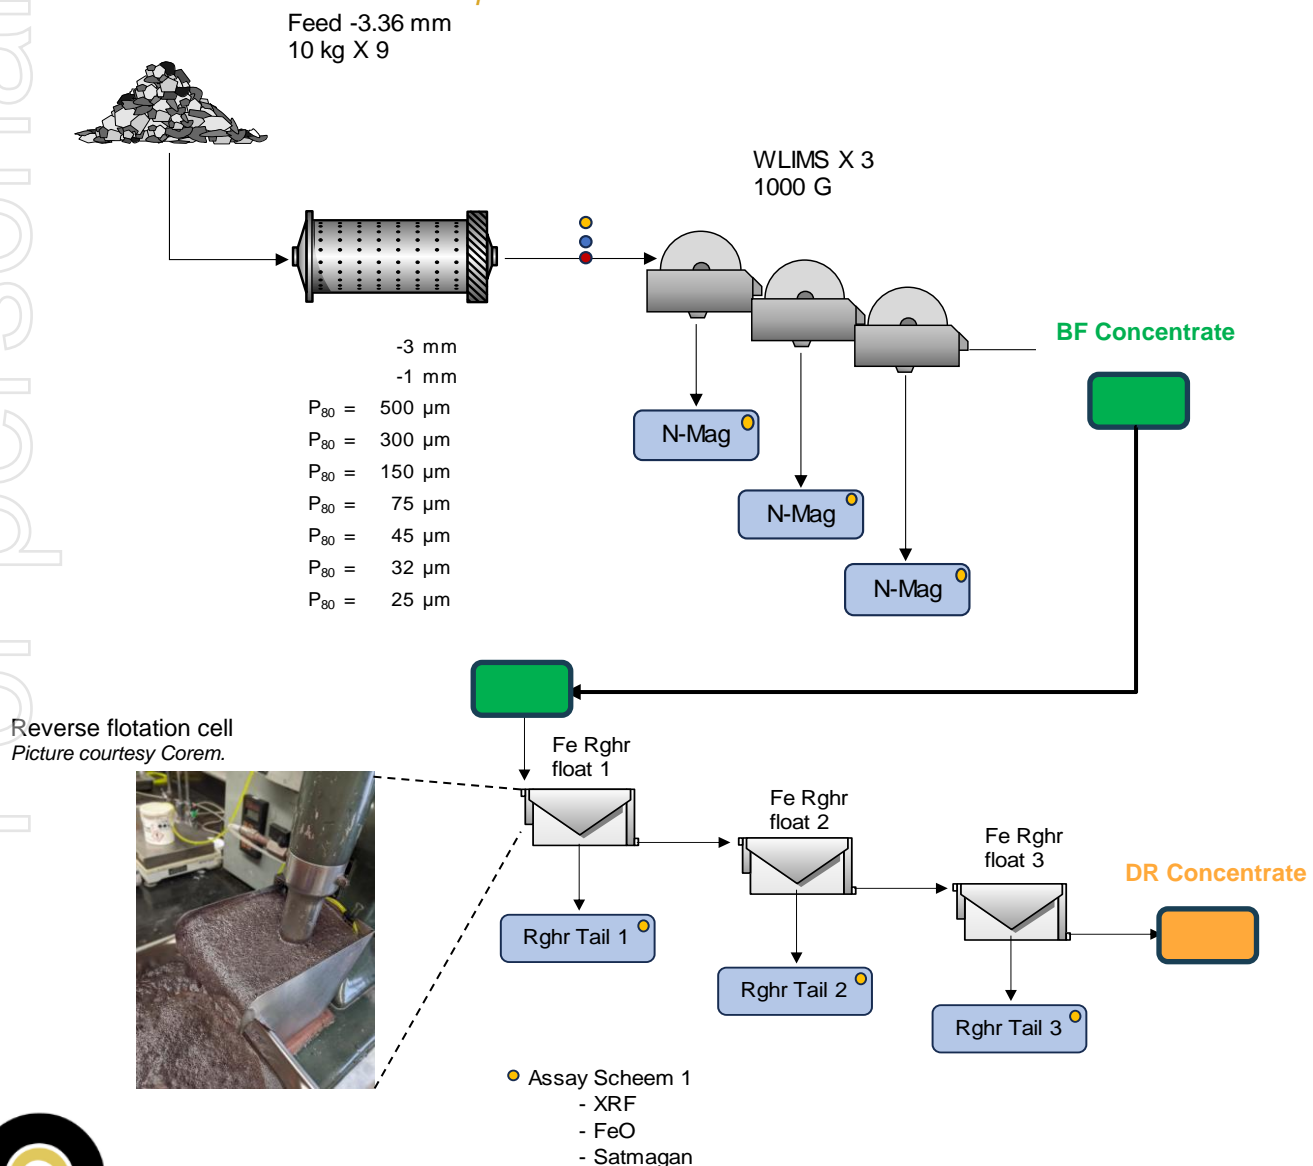 Feed -3.36 mm
10 kg X 9
WLIMS X 3
1000 G
BF Concentrate
-3 mm
-1 mm
P₈₀ = 500 µm
P₈₀ = 300 µm
P₈₀ = 150 µm
P₈₀ = 75 µm
P₈₀ = 45 µm
P₈₀ = 32 µm
P₈₀ = 25 µm
N-Mag
N-Mag
N-Mag
Reverse flotation cell
Picture courtesy Corem.
Fe Rghr
float 1
Fe Rghr
float 2
Fe Rghr
float 3
DR Concentrate
Rghr Tail 1
Rghr Tail 2
Rghr Tail 3
Assay Scheem 1
- XRF
- FeO
- Satmagan